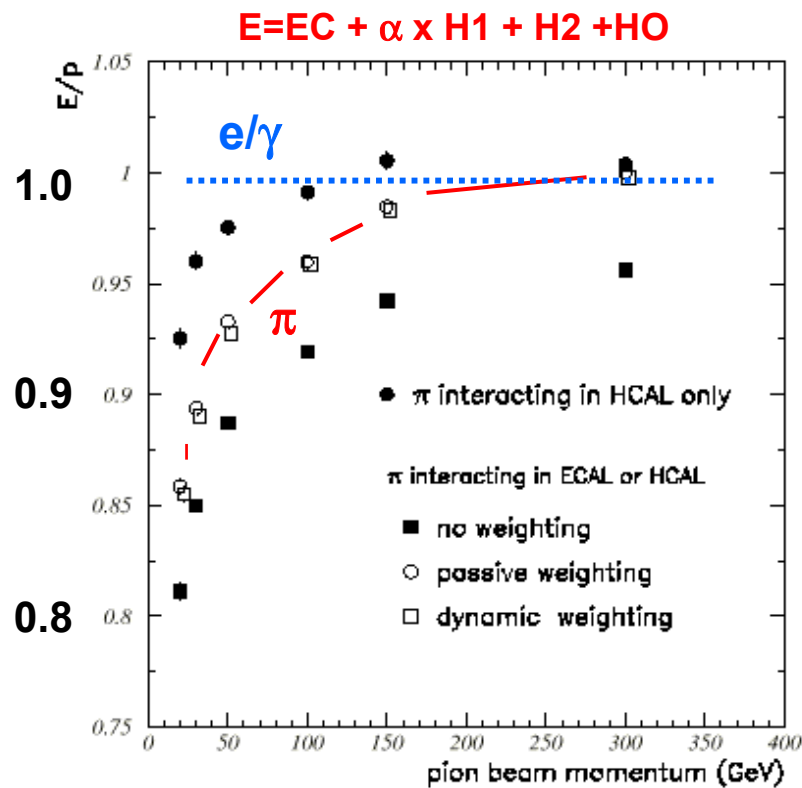 E=EC + α x H1 + H2 +HO
E/p
1.05
1
0.95
0.9
0.85
0.8
0.75
1.0
0.9
0.8
e/γ
π
π interacting in HCAL only
π interacting in ECAL or HCAL
no weighting
passive weighting
dynamic weighting
0 50 100 150 200 250 300 350 400
pion beam momentum (GeV)